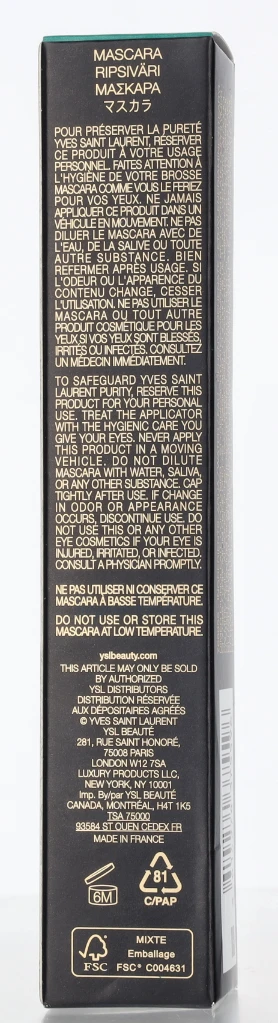 MASCARA
RIPSIVÄRI
ΜΑΣΚΑΡΑ
マスカラ
POUR PRÉSERVER LA PURETÉ
YVES SAINT LAURENT, RÉSERVER
CE PRODUIT À VOTRE USAGE
PERSONNEL. FAITES ATTENTION À
L'HYGIÈNE DE VOTRE BROSSE
MASCARA COMME VOUS LE FERIEZ
POUR VOS YEUX. NE JAMAIS
APPLIQUER CE PRODUIT DANS UN
VÉHICULE EN MOUVEMENT. NE PAS
DILUER LE MASCARA AVEC DE
L'EAU, DE LA SALIVE OU TOUTE
AUTRE SUBSTANCE. BIEN
REFERMER APRÈS USAGE. SI
L'ODEUR OU L'APPARENCE DU
CONTENU CHANGE, CESSER
L'UTILISATION. NE PAS UTILISER LE
MASCARA OU TOUT AUTRE
PRODUIT COSMÉTIQUE POUR LES
YEUX SI VOS YEUX SONT BLESSÉS,
IRRITÉS OU INFECTÉS. CONSULTEZ
UN MÉDECIN IMMÉDIATEMENT.
TO SAFEGUARD YVES SAINT
LAURENT PURITY, RESERVE THIS
PRODUCT FOR YOUR PERSONAL
USE. TREAT THE APPLICATOR
WITH THE HYGIENIC CARE YOU
GIVE YOUR EYES. NEVER APPLY
THIS PRODUCT IN A MOVING
VEHICLE. DO NOT DILUTE
MASCARA WITH WATER, SALIVA,
OR ANY OTHER SUBSTANCE. CAP
TIGHTLY AFTER USE. IF CHANGE
IN ODOR OR APPEARANCE
OCCURS, DISCONTINUE USE. DO
NOT USE THIS OR ANY OTHER
EYE COSMETICS IF YOUR EYE IS
INJURED, IRRITATED, OR INFECTED.
CONSULT A PHYSICIAN PROMPTLY.
NE PAS UTILISER NI CONSERVER CE
MASCARA À BASSE TEMPÉRATURE.
DO NOT USE OR STORE THIS
MASCARA AT LOW TEMPERATURE.
yslbeauty.com
THIS ARTICLE MAY ONLY BE SOLD
BY AUTHORIZED
YSL DISTRIBUTORS
DISTRIBUTION RÉSERVÉE
AUX DÉPOSITAIRES AGRÉÉS
© YVES SAINT LAURENT
YSL BEAUTÉ
281, RUE SAINT HONORÉ,
75008 PARIS
LONDON W12 7SA
LUXURY PRODUCTS LLC,
NEW YORK, NY 10001
Imp. By/par YSL BEAUTÉ
CANADA, MONTRÉAL, H4T 1K5
TSA 75000
93584 ST OUEN CEDEX FR
MADE IN FRANCE
6M
81
C/PAP
FSC
MIXTE
Emballage
FSC® C004631